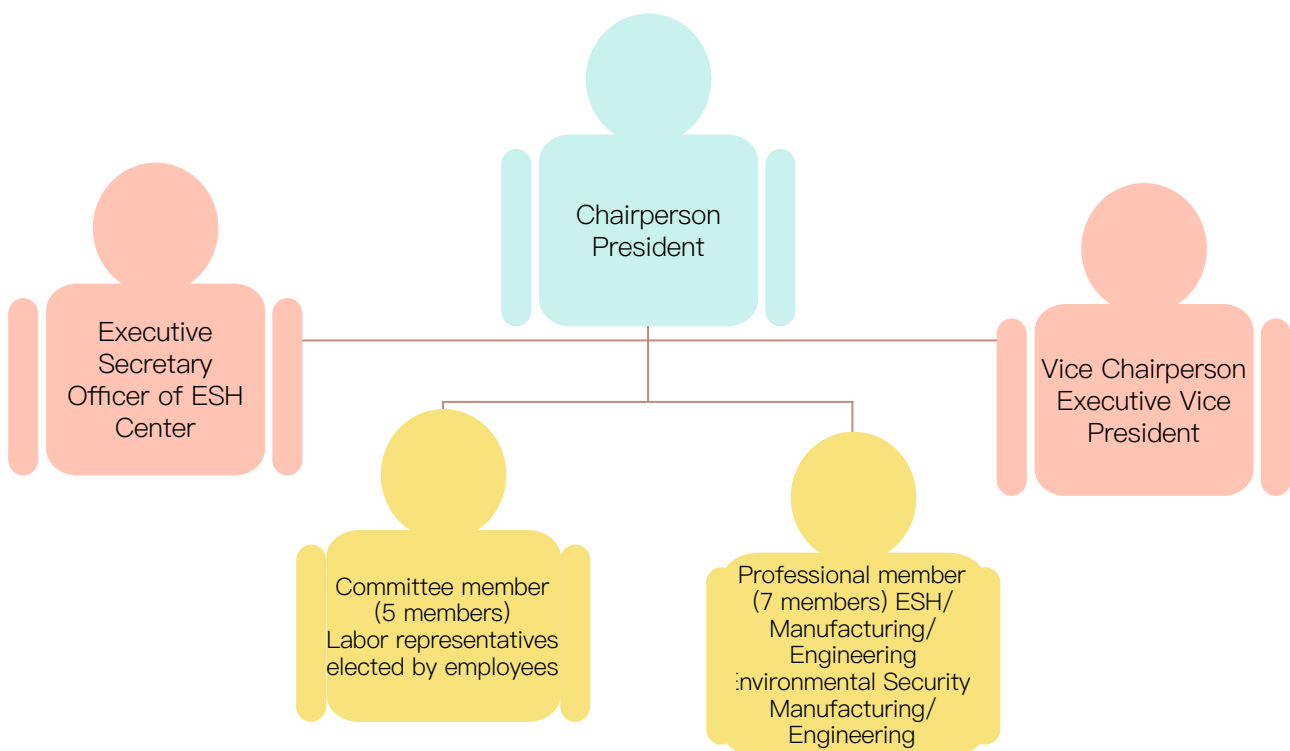 Chairperson
President
Executive
Secretary
Officer of ESH
Center
Vice Chairperson
Executive Vice
President
Committee member
(5 members)
Labor representatives
elected by employees
Professional member
(7 members) ESH/
Manufacturing/
Engineering
Environmental Security
Manufacturing/
Engineering